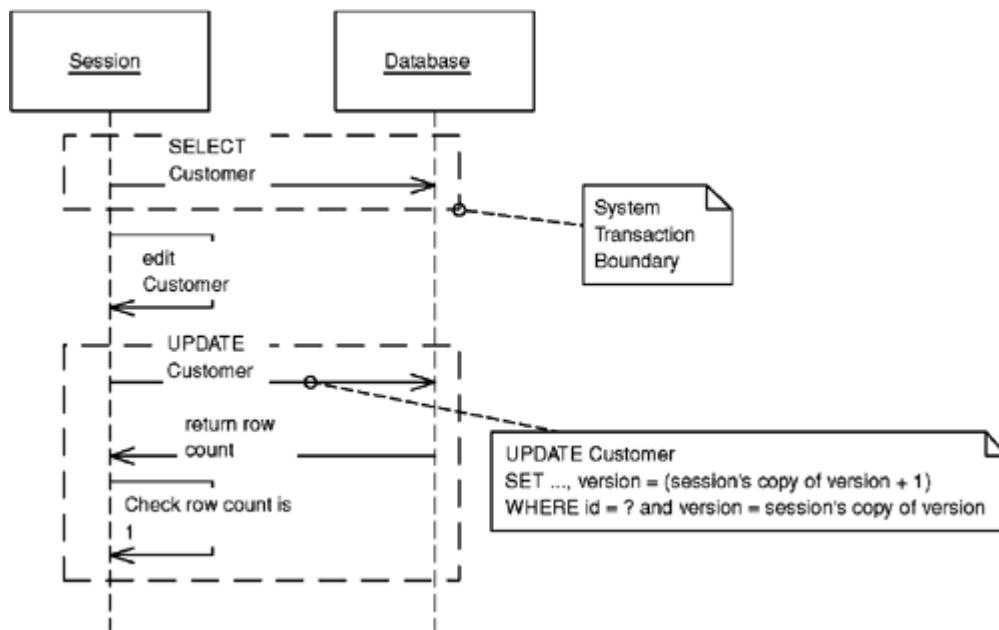 Session
Database
SELECT
Customer
System
Transaction
Boundary
edit
Customer
UPDATE
Customer
return row
count
UPDATE Customer
SET ..., version = (session's copy of version + 1)
WHERE id = ? and version = session's copy of version
Check row count is
1